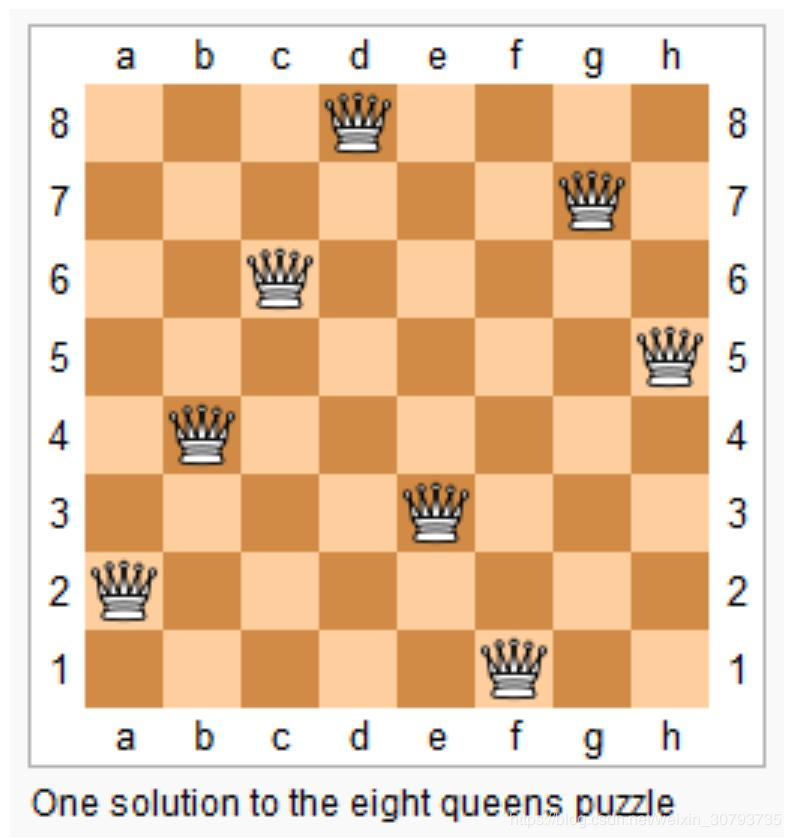 a b c d e f g h
8 8
7 7
6 6
5 5
4 4
3 3
2 2
1 1
a b c d e f g h
One solution to the eight queens puzzle
https://blog.csdn.net/weixin_30793735